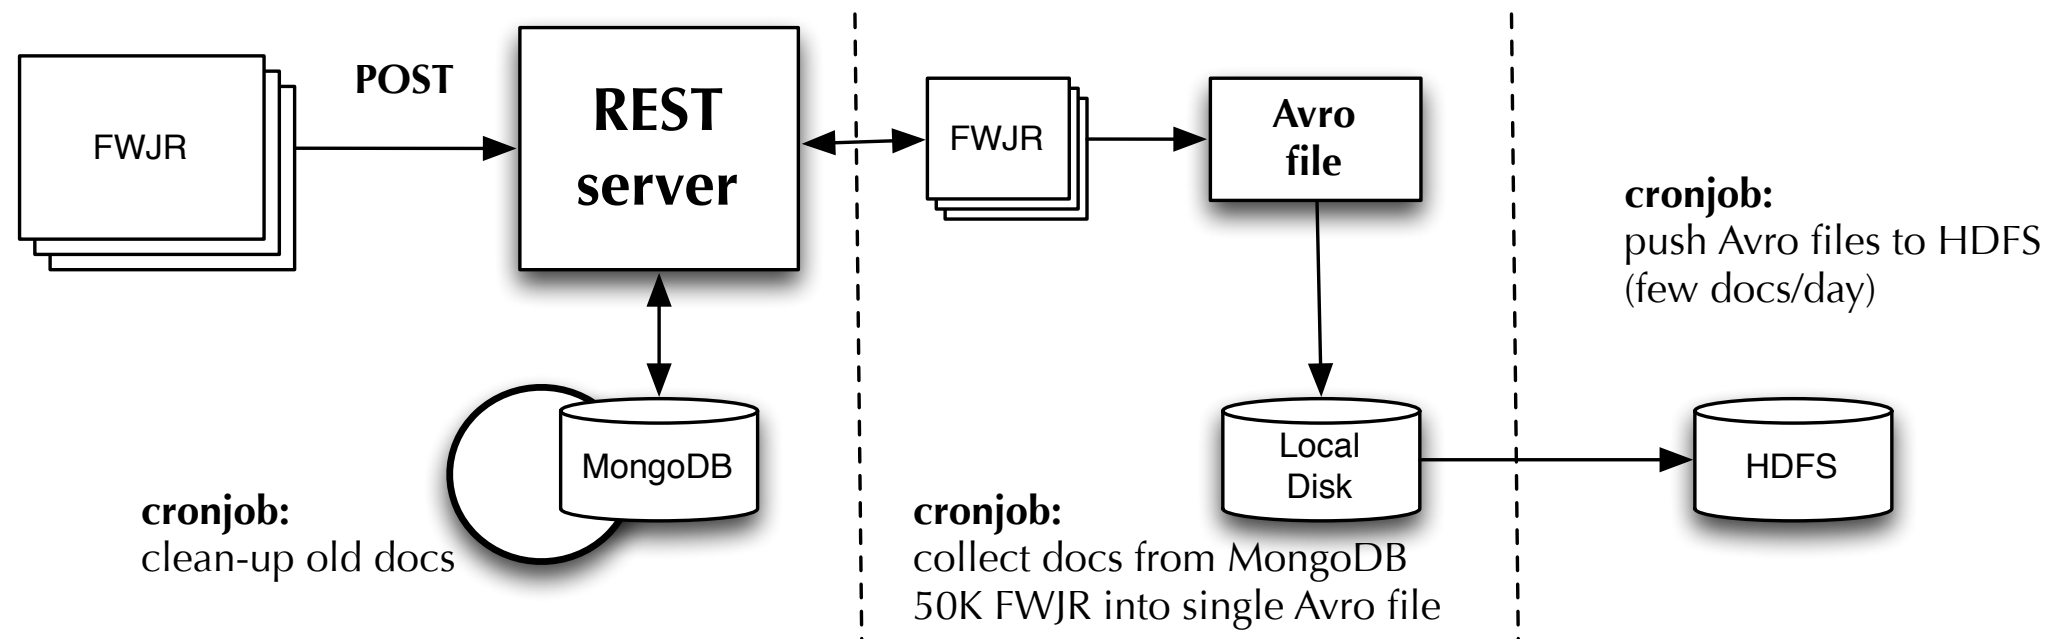 FWJR
POST
REST
server
MongoDB
cronjob:
clean-up old docs
FWJR
Avro
file
Local
Disk
cronjob:
collect docs from MongoDB
50K FWJR into single Avro file
cronjob:
push Avro files to HDFS
(few docs/day)
HDFS